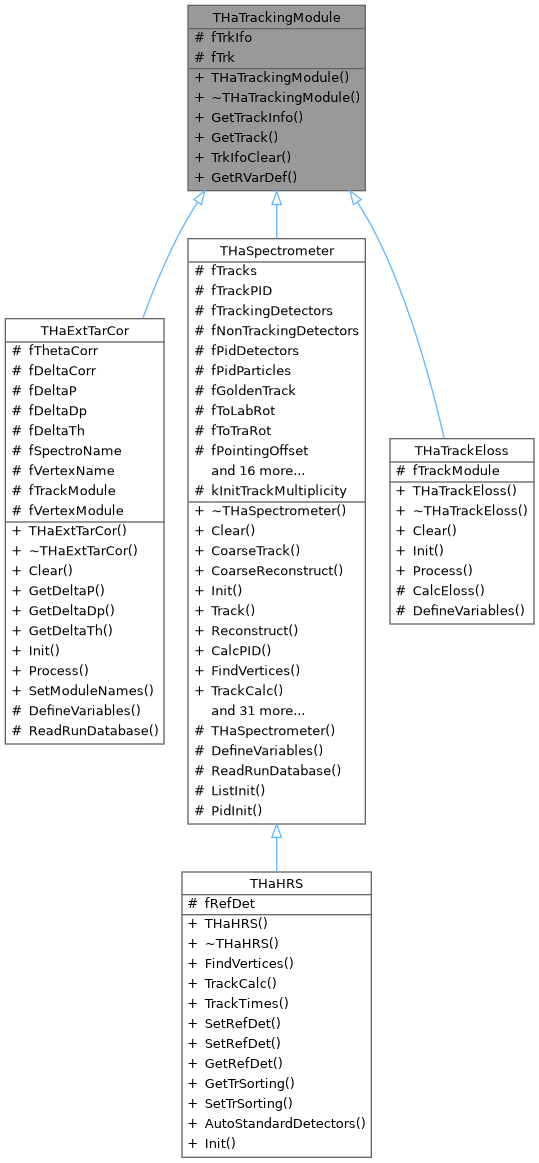 THaTrackingModule
# fTrkIfo
# fTrk
+ THaTrackingModule()
+ ~THaTrackingModule()
+ GetTrackInfo()
+ GetTrack()
+ TrkIfoClear()
+ GetRVarDef()
THaExtTarCor
# fThetaCorr
# fDeltaCorr
# fDeltaP
# fDeltaDp
# fDeltaTh
# fSpectroName
# fVertexName
# fTrackModule
# fVertexModule
+ THaExtTarCor()
+ ~THaExtTarCor()
+ Clear()
+ GetDeltaP()
+ GetDeltaDp()
+ GetDeltaTh()
+ Init()
+ Process()
+ SetModuleNames()
# DefineVariables()
# ReadRunDatabase()
THaSpectrometer
# fTracks
# fTrackPID
# fTrackingDetectors
# fNonTrackingDetectors
# fPidDetectors
# fPidParticles
# fGoldenTrack
# fToLabRot
# fToTraRot
# fPointingOffset
and 16 more...
# kInitTrackMultiplicity
+ ~THaSpectrometer()
+ Clear()
+ CoarseTrack()
+ CoarseReconstruct()
+ Init()
+ Track()
+ Reconstruct()
+ CalcPID()
+ FindVertices()
+ TrackCalc()
and 31 more...
# THaSpectrometer()
# DefineVariables()
# ReadRunDatabase()
# ListInit()
# PidInit()
THaTrackEloss
# fTrackModule
+ THaTrackEloss()
+ ~THaTrackEloss()
+ Clear()
+ Init()
+ Process()
# CalcEloss()
# DefineVariables()
THaHRS
# fRefDet
+ THaHRS()
+ ~THaHRS()
+ FindVertices()
+ TrackCalc()
+ TrackTimes()
+ SetRefDet()
+ SetRefDet()
+ GetRefDet()
+ GetTrSorting()
+ SetTrSorting()
+ AutoStandardDetectors()
+ Init()